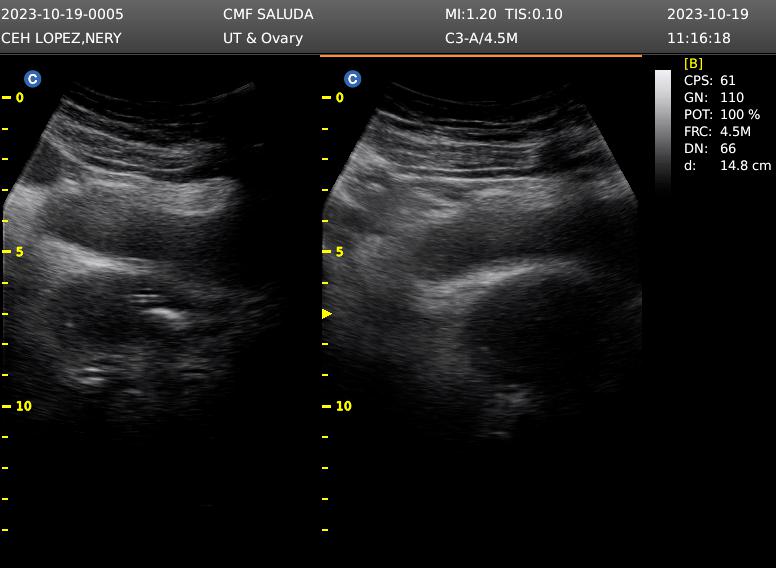 2023-10-19-0005 CMF SALUDA MI:1.20 TIS:0.10 2023-10-19
CEH LOPEZ,NERY UT & Ovary C3-A/4.5M 11:16:18
C C
[B]
0 0
CPS: 61
GN: 110
POT: 100 %
FRC: 4.5M
DN: 66
d: 14.8 cm
5 5
10 10